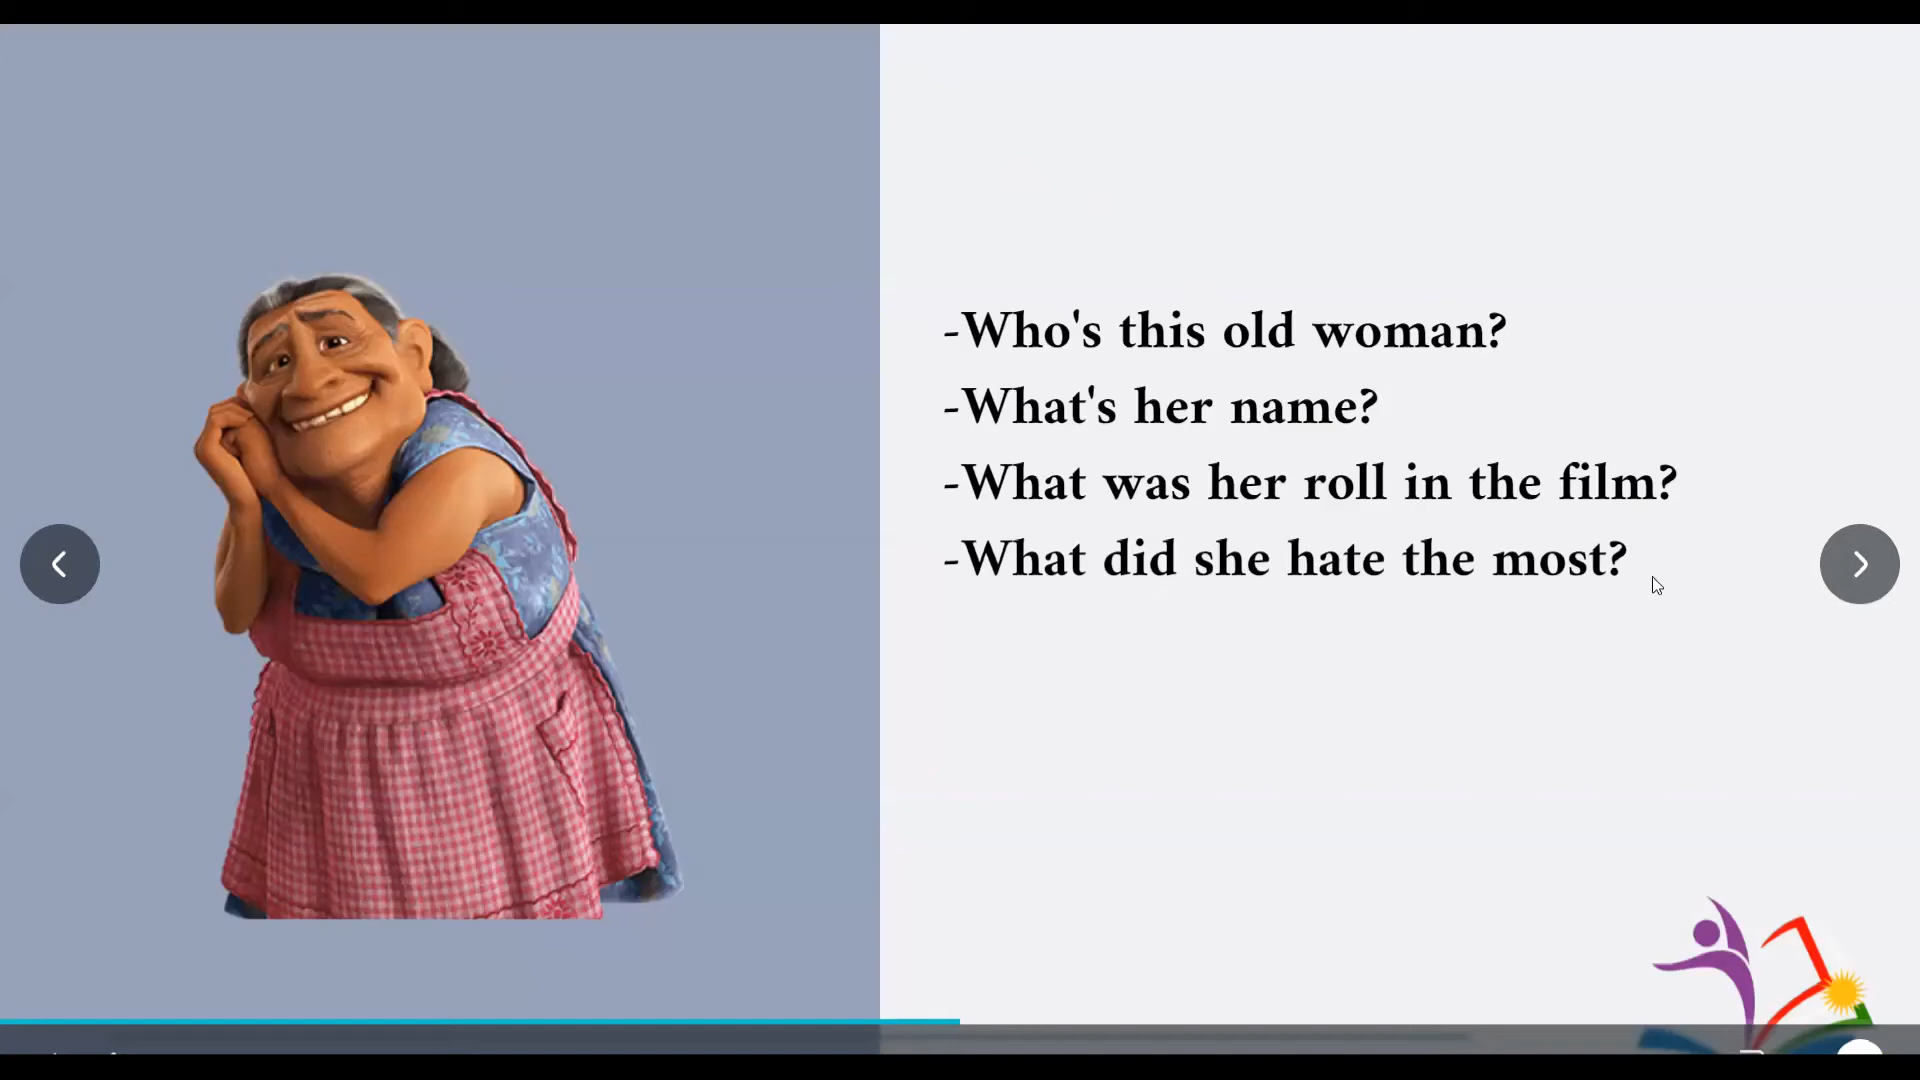 -Who's this old woman?
-What's her name?
-What was her roll in the film?
-What did she hate the most?